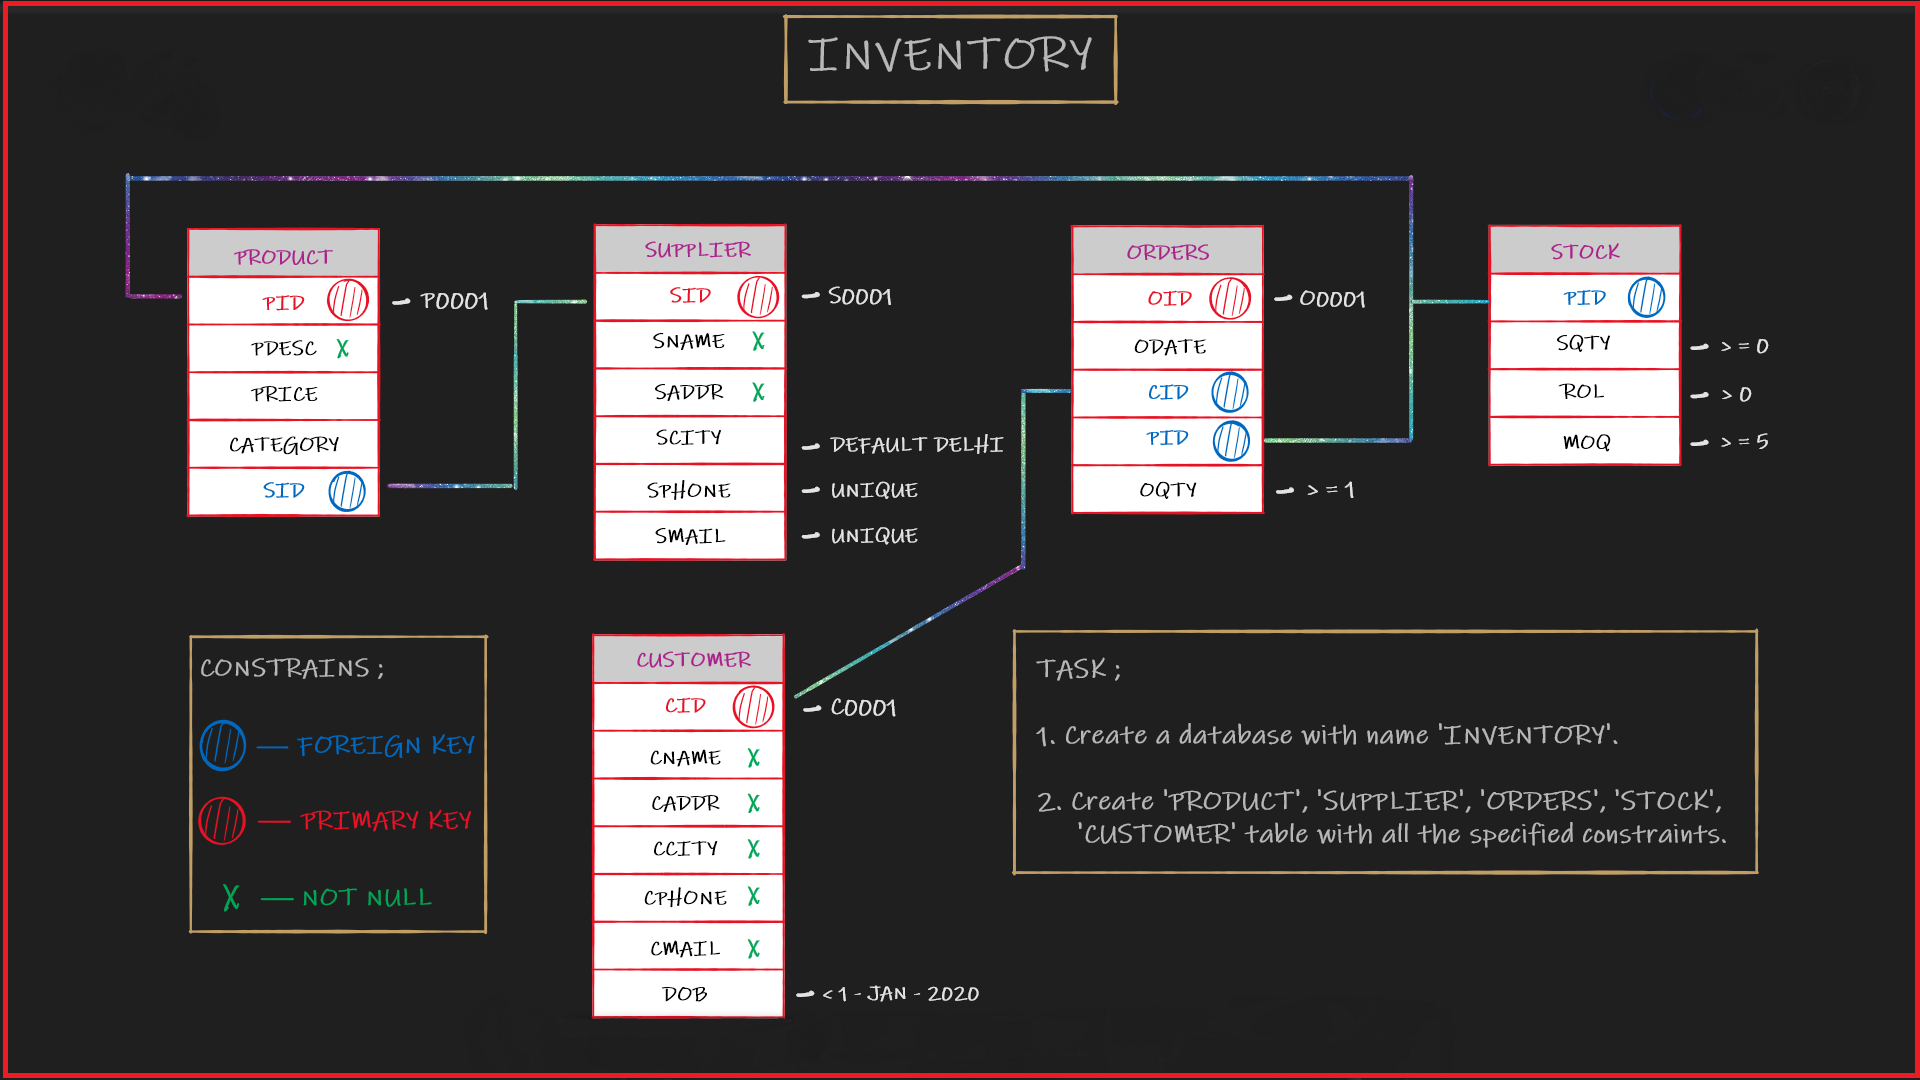 INVENTORY
PRODUCT
PID
- P0001
PDESC X
PRICE
CATEGORY
SID
SUPPLIER
SID
- S0001
SNAME X
SADDR X
SCITY
- DEFAULT DELHI
SPHONE
- UNIQUE
SMAIL
- UNIQUE
ORDERS
OID
- O0001
ODATE
CID
PID
OQTY
- >= 1
STOCK
PID
SQTY
- >= 0
ROL
- > 0
MOQ
- >= 5
CONSTRAINS ;
— FOREIGN KEY
— PRIMARY KEY
X — NOT NULL
CUSTOMER
CID
- C0001
CNAME X
CADDR X
CCITY X
CPHONE X
CMAIL X
DOB
- < 1 - JAN - 2020
TASK ;
1. Create a database with name 'INVENTORY'.
2. Create 'PRODUCT', 'SUPPLIER', 'ORDERS', 'STOCK',
'CUSTOMER' table with all the specified constraints.